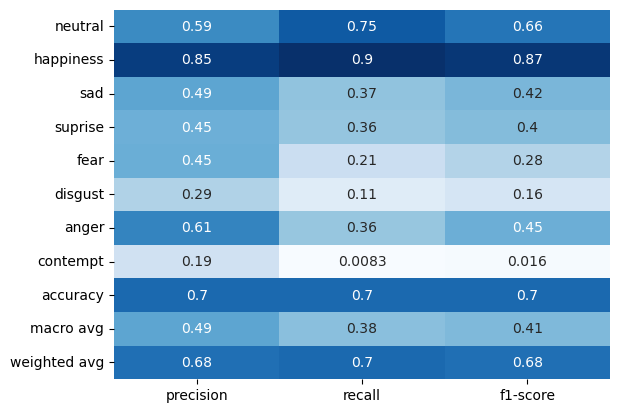 neutral 0.59 0.75 0.66
happiness 0.85 0.9 0.87
sad 0.49 0.37 0.42
suprise 0.45 0.36 0.4
fear 0.45 0.21 0.28
disgust 0.29 0.11 0.16
anger 0.61 0.36 0.45
contempt 0.19 0.0083 0.016
accuracy 0.7 0.7 0.7
macro avg 0.49 0.38 0.41
weighted avg 0.68 0.7 0.68
precision recall f1-score